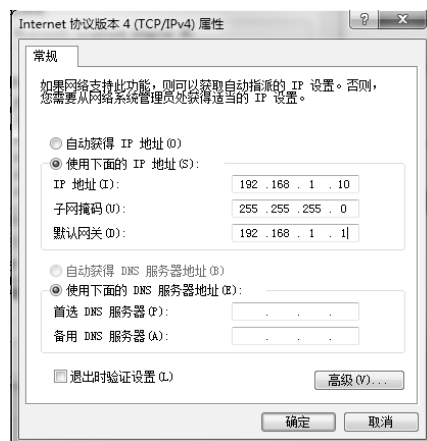 Internet 协议版本 4 (TCP/IPv4) 属性
常规
如果网络支持此功能，则可以获取自动指派的 IP 设置。否则，
您需要从网络系统管理员处获得适当的 IP 设置。
自动获得 IP 地址(O)
使用下面的 IP 地址(S):
IP 地址(I): 192 .168 . 1 . 10
子网掩码(U): 255 .255 .255 . 0
默认网关(D): 192 .168 . 1 . 1
自动获得 DNS 服务器地址(B)
使用下面的 DNS 服务器地址(E):
首选 DNS 服务器(P): . . .
备用 DNS 服务器(A): . . .
退出时验证设置(L)
高级(V)...
确定 取消